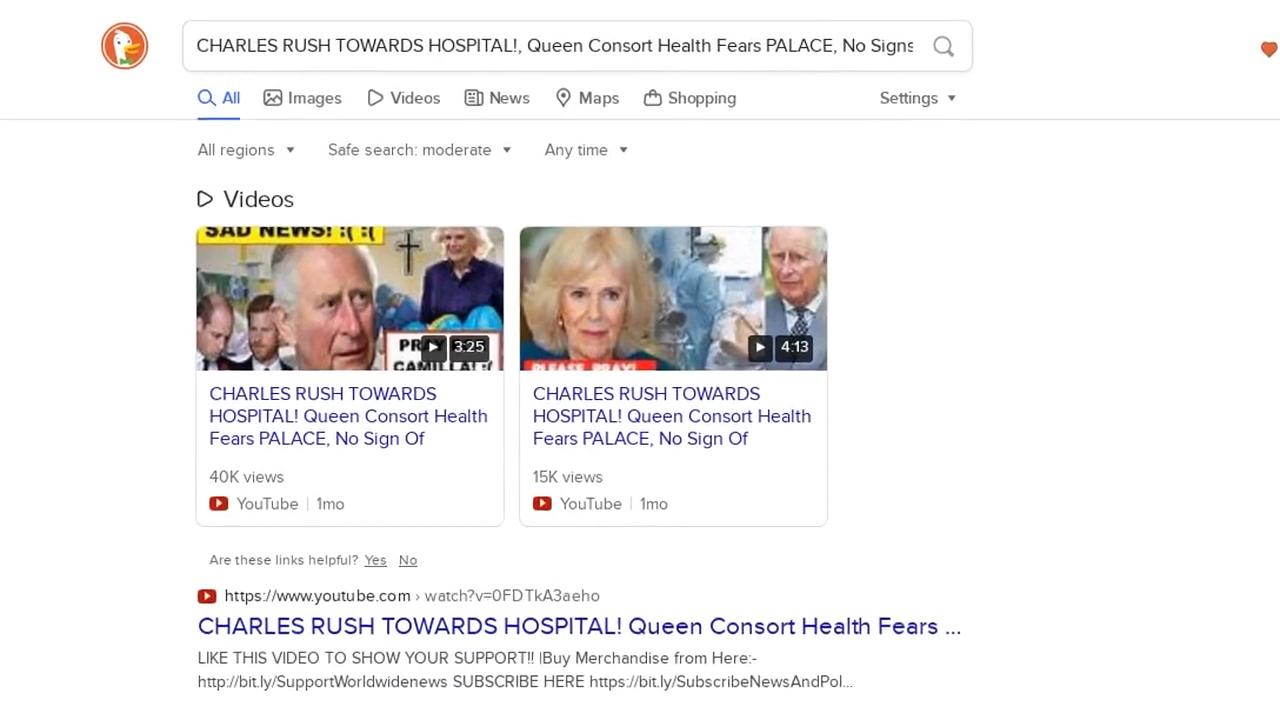 CHARLES RUSH TOWARDS HOSPITAL!, Queen Consort Health Fears PALACE, No Signs
All Images Videos News Maps Shopping Settings
All regions Safe search: moderate Any time
Videos
SAD NEWS! :( :(
PRAY
CAMILLA! :(
3:25
PLEASE PRAY!
4:13
CHARLES RUSH TOWARDS
HOSPITAL! Queen Consort Health
Fears PALACE, No Sign Of
40K views
YouTube | 1mo
CHARLES RUSH TOWARDS
HOSPITAL! Queen Consort Health
Fears PALACE, No Sign Of
15K views
YouTube | 1mo
Are these links helpful? Yes No
https://www.youtube.com › watch?v=0FDTkA3aeho
CHARLES RUSH TOWARDS HOSPITAL! Queen Consort Health Fears ...
LIKE THIS VIDEO TO SHOW YOUR SUPPORT!! |Buy Merchandise from Here:-
http://bit.ly/SupportWorldwidenews SUBSCRIBE HERE https://bit.ly/SubscribeNewsAndPol...